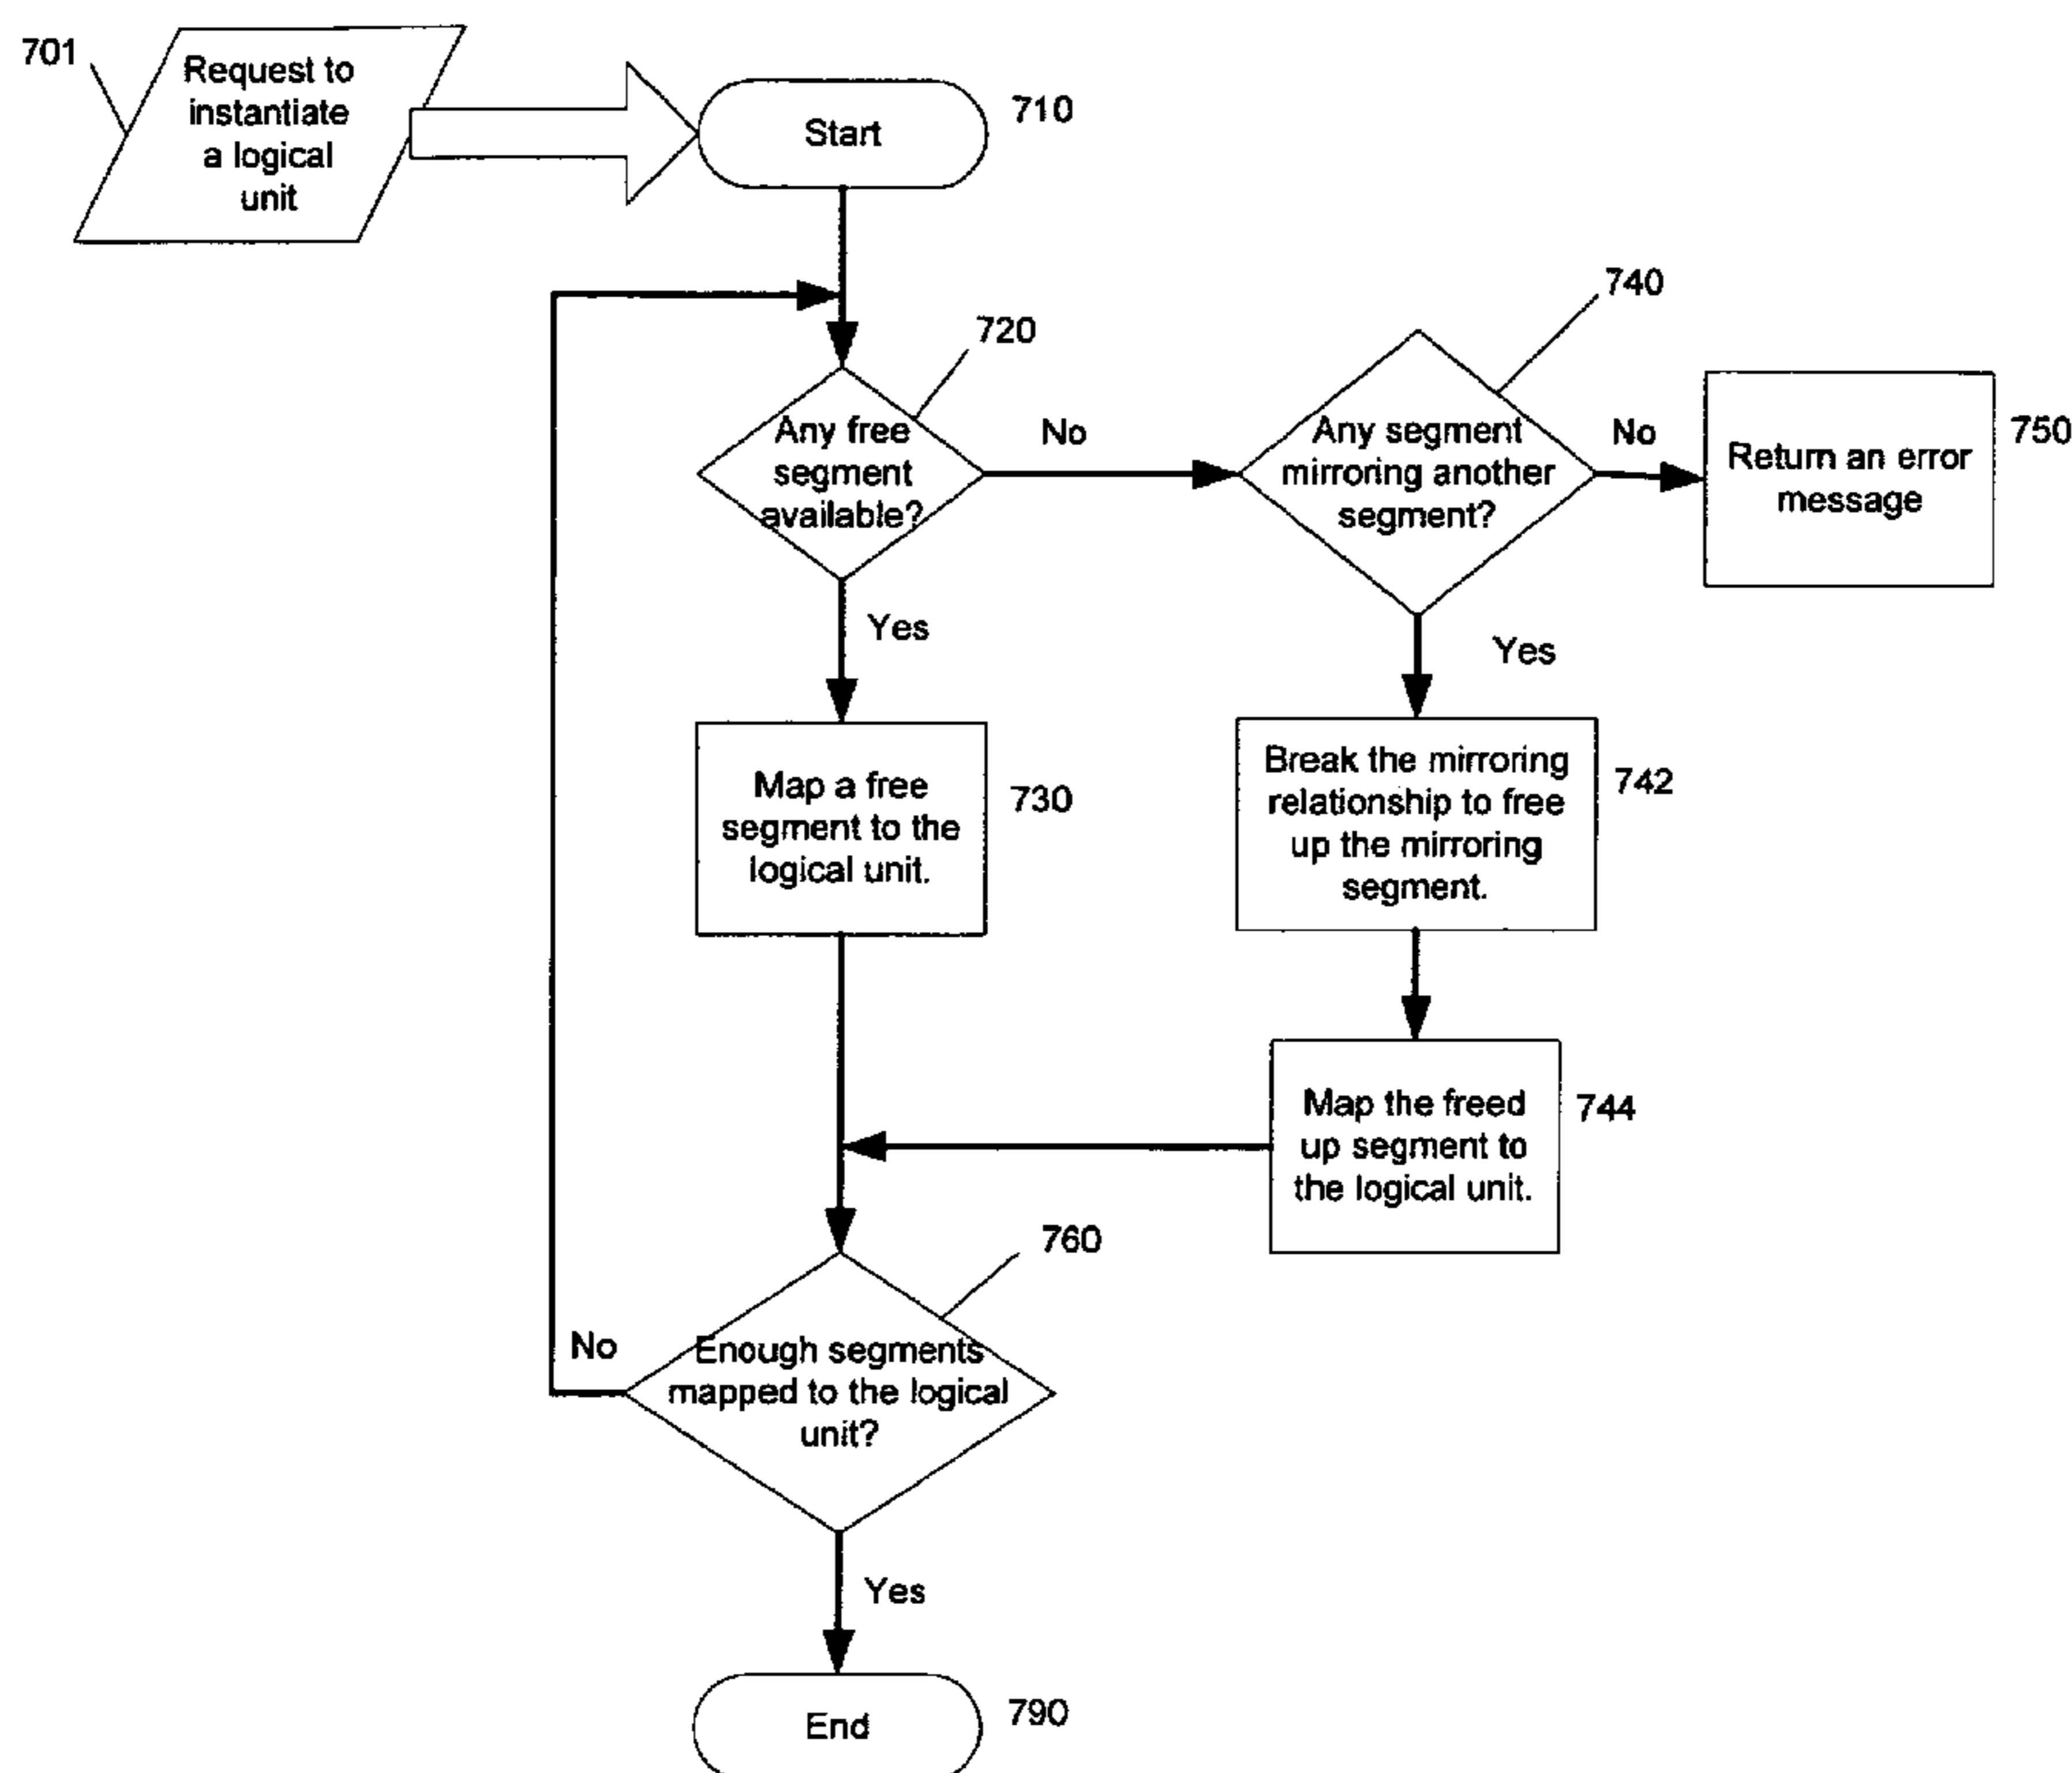 701
Request to
instantiate
a logical
unit
Start
710
740
720
Any free
segment
available?
No
Any segment
mirroring another
segment?
No
Return an error
message
750
Yes
Yes
Map a free
segment to the
logical unit.
730
Break the mirroring
relationship to free
up the mirroring
segment.
742
Map the freed
up segment to
the logical unit.
744
760
No
Enough segments
mapped to the logical
unit?
Yes
End
790